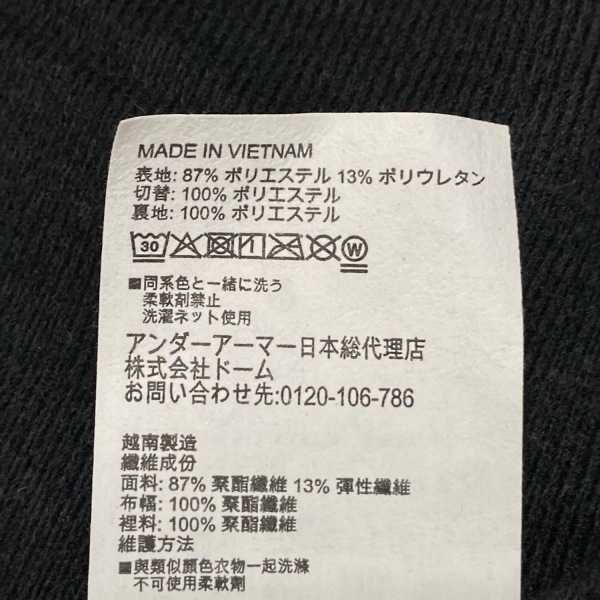 MADE IN VIETNAM
表地: 87% ポリエステル 13% ポリウレタン
切替: 100% ポリエステル
裏地: 100% ポリエステル
30 W
■同系色と一緒に洗う
柔軟剤禁止
洗濯ネット使用
アンダーアーマー日本総代理店
株式会社ドーム
お問い合わせ先:0120-106-786
越南製造
纖維成份
面料: 87% 聚酯纖維 13% 彈性纖維
布幅: 100% 聚酯纖維
裡料: 100% 聚酯纖維
維護方法
■與類似顏色衣物一起洗滌
不可使用柔軟劑